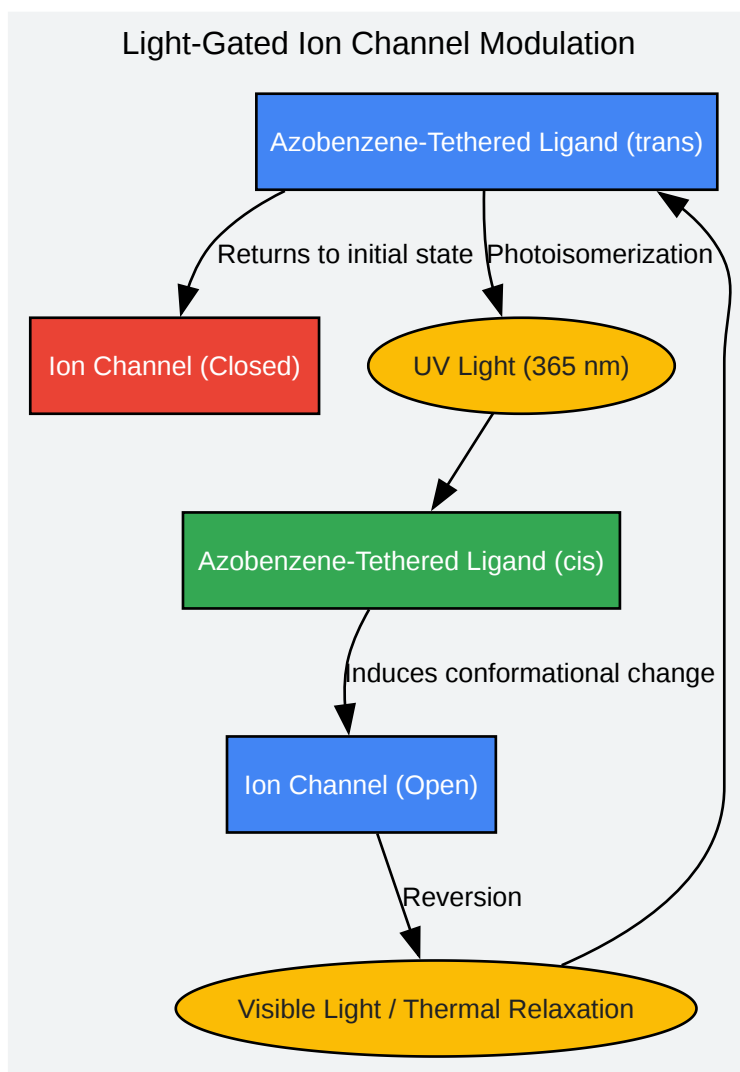 Light-Gated Ion Channel Modulation
Azobenzene-Tethered Ligand (trans)
Returns to initial state
Photoisomerization
Ion Channel (Closed)
UV Light (365 nm)
Azobenzene-Tethered Ligand (cis)
Induces conformational change
Ion Channel (Open)
Reversion
Visible Light / Thermal Relaxation